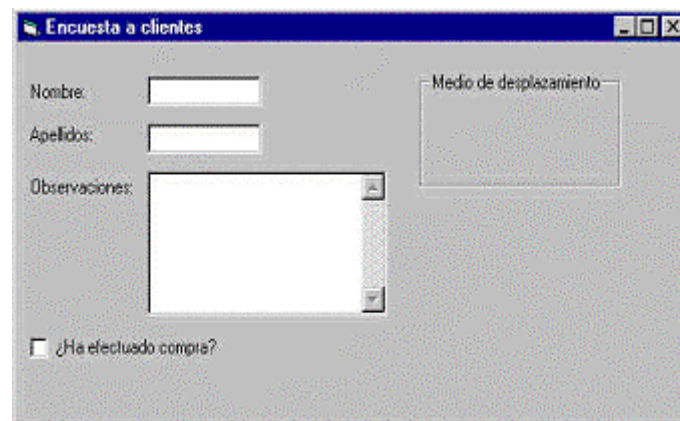 Encuesta a clientes
Nombre:
Medio de desplazamiento
Apellidos:
Observaciones:
¿Ha efectuado compra?